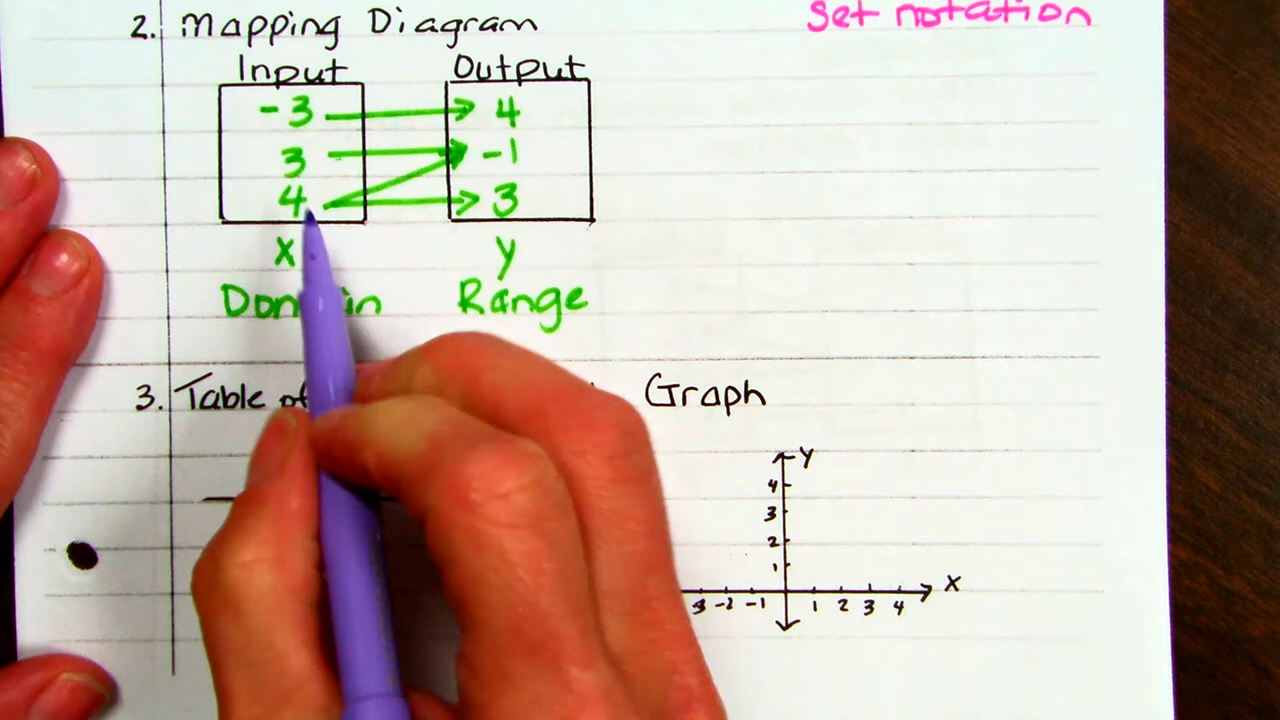 set notation
2. Mapping Diagram
Input Output
-3 4
3 -1
4 3
x y
Range
3. Table of Graph
y
4
3
2
1
x
-3 -2 -1 1 2 3 4